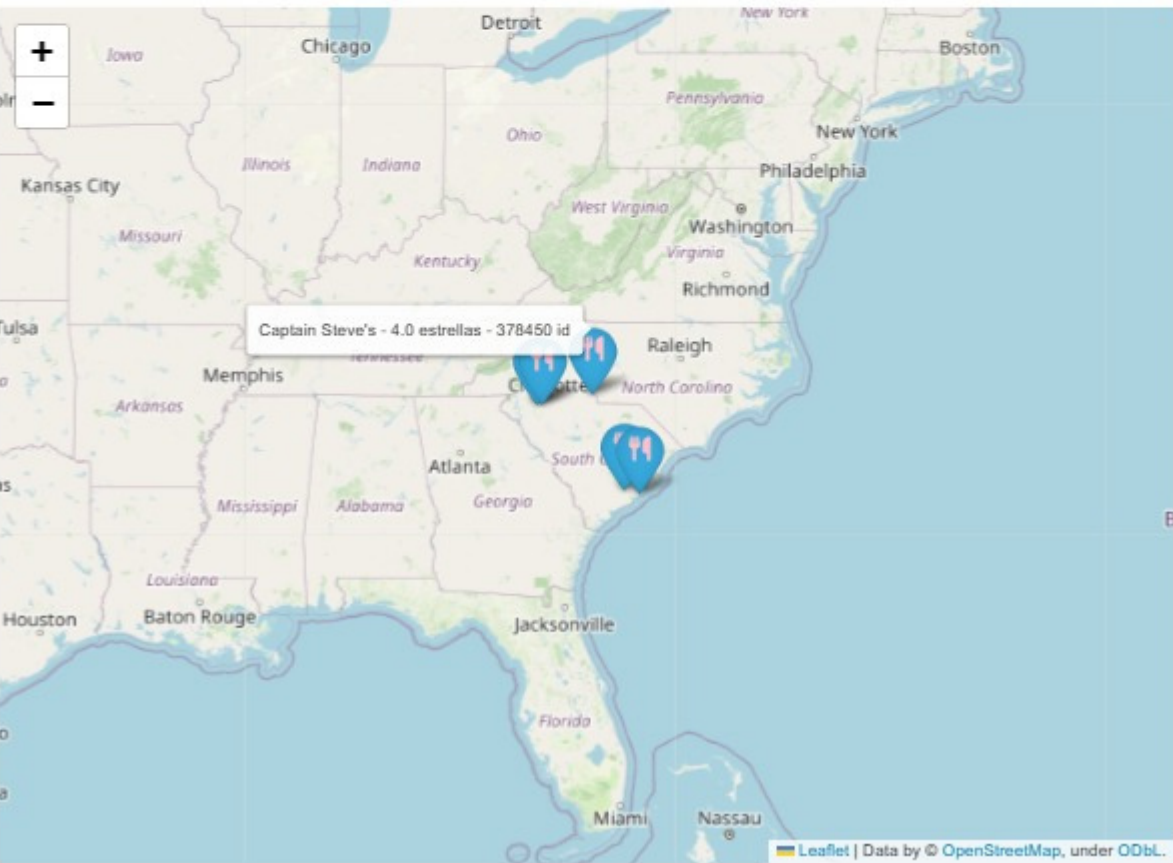 New York
Detroit
Chicago
Boston
Iowa
+
−
Pennsylvania
New York
Ohio
Illinois
Indiana
Philadelphia
Kansas City
West Virginia
Washington
Missouri
Virginia
Kentucky
Richmond
Captain Steve's - 4.0 estrellas - 378450 id
Raleigh
Tennessee
Memphis
North Carolina
Arkansas
South
Atlanta
Georgia
Mississippi
Alabama
Louisiana
Baton Rouge
Houston
Jacksonville
Florida
Miami
Nassau
Leaflet | Data by © OpenStreetMap, under ODbL.